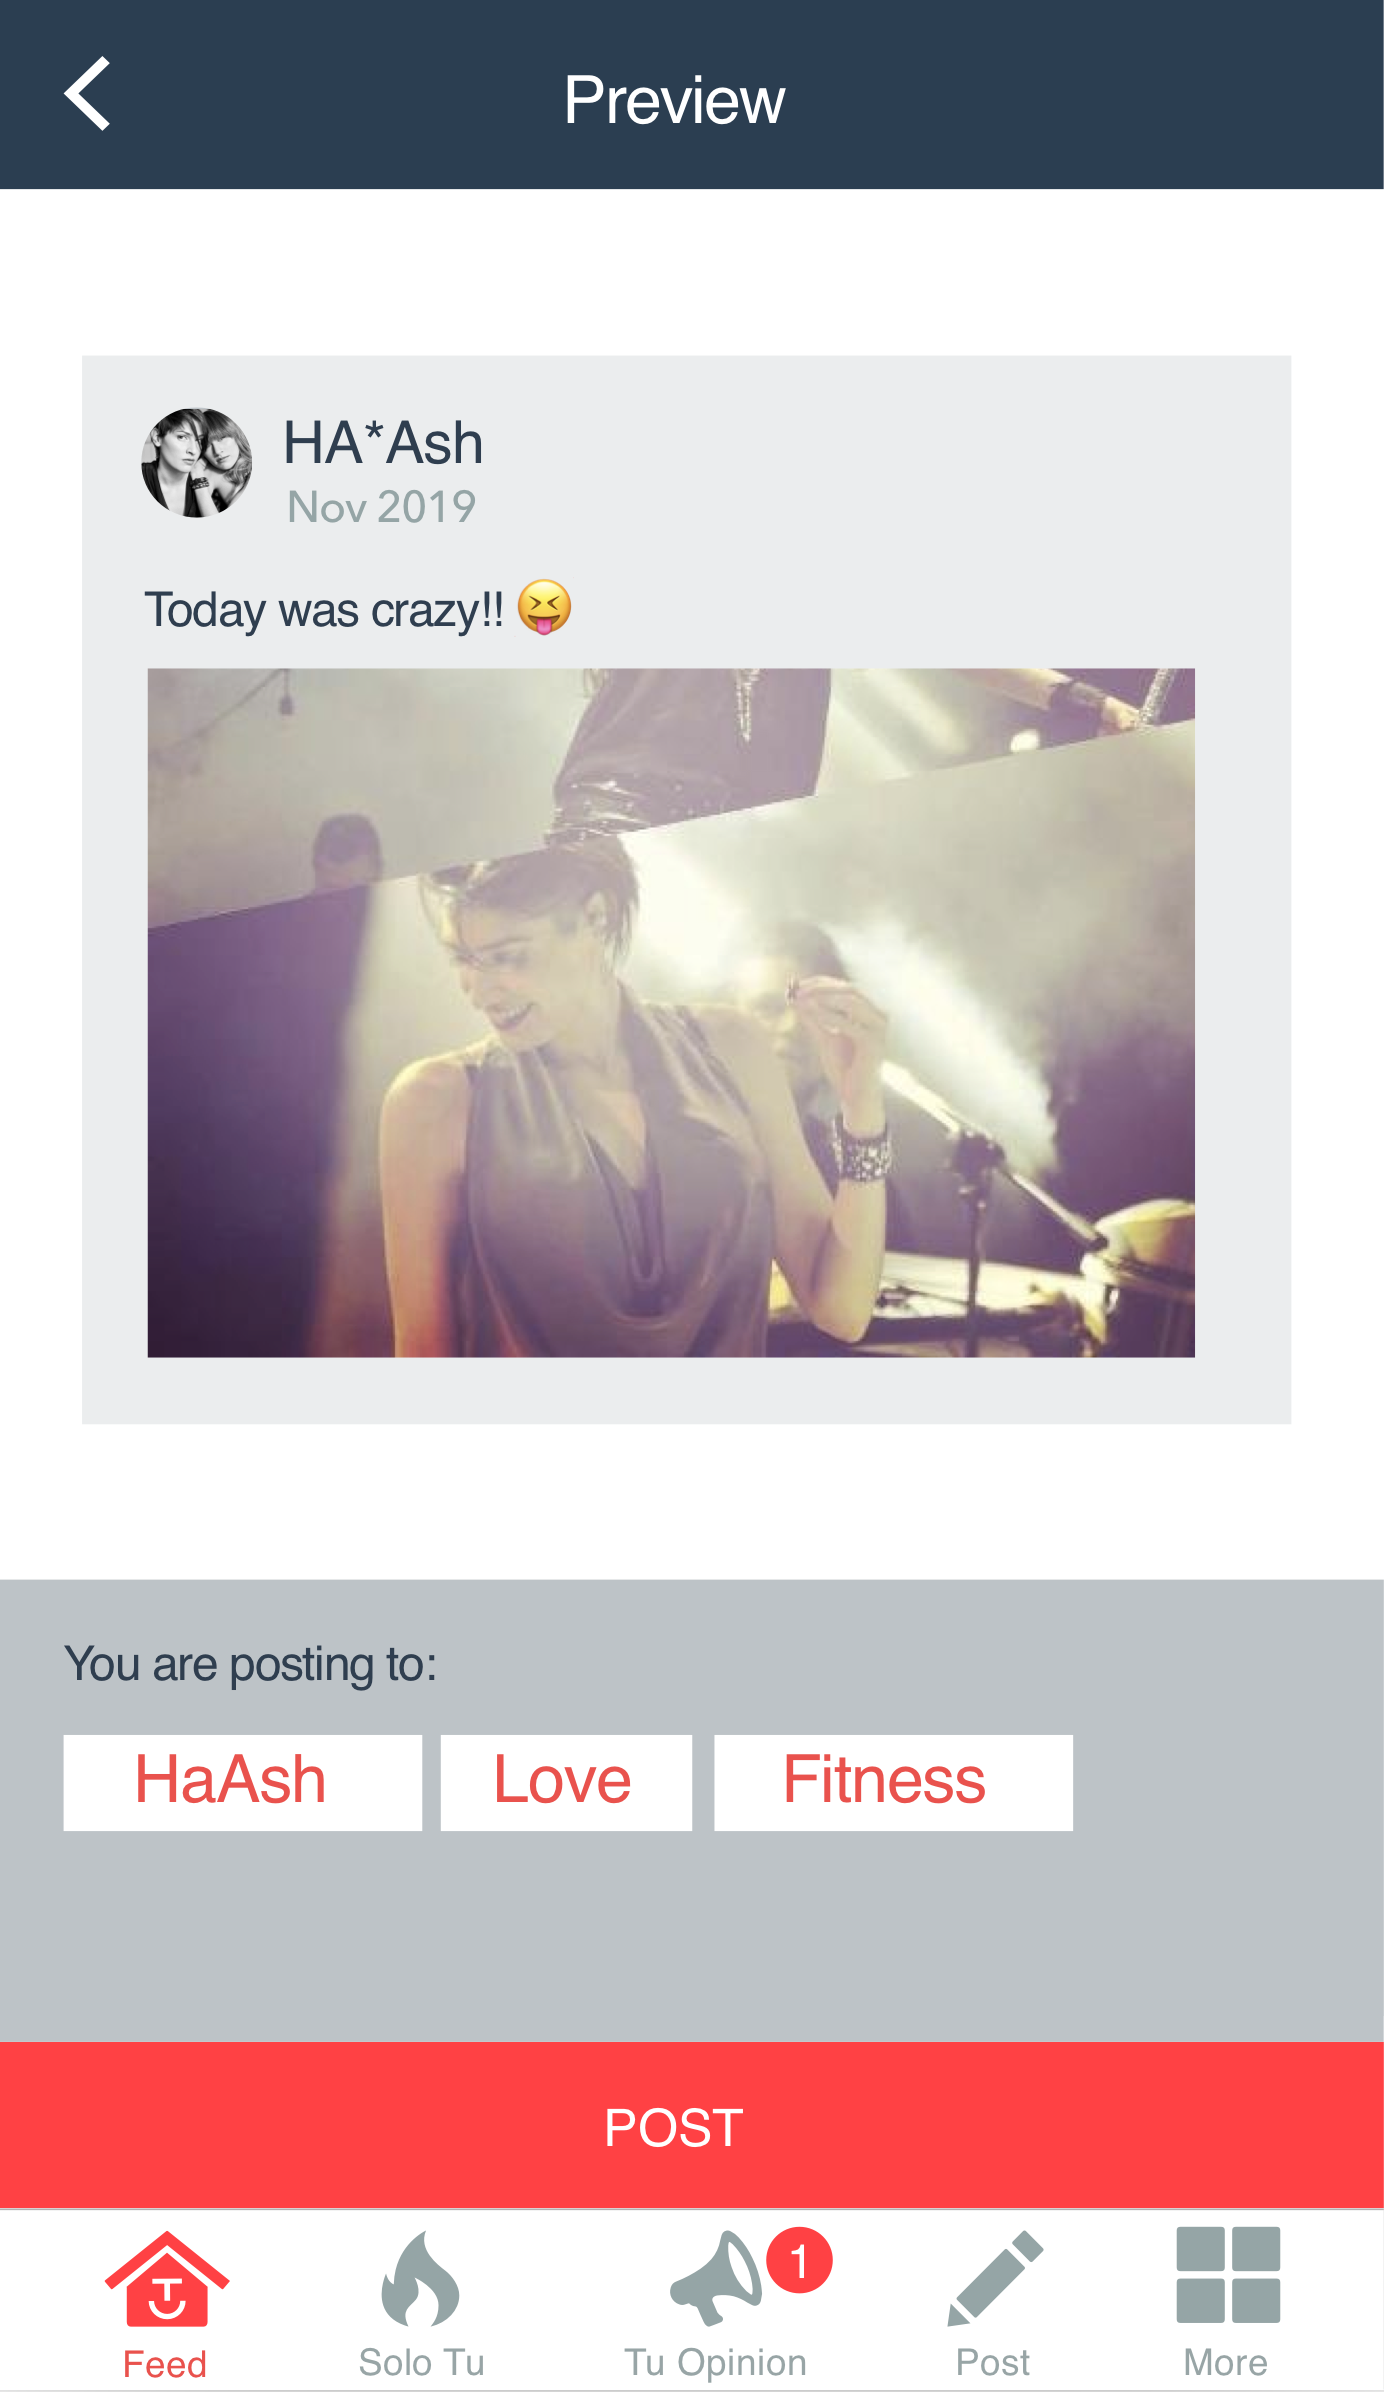 Preview
HA*Ash
Nov 2019
Today was crazy!! 😝
You are posting to:
HaAsh Love Fitness
POST
1
Feed Solo Tu Tu Opinion Post More